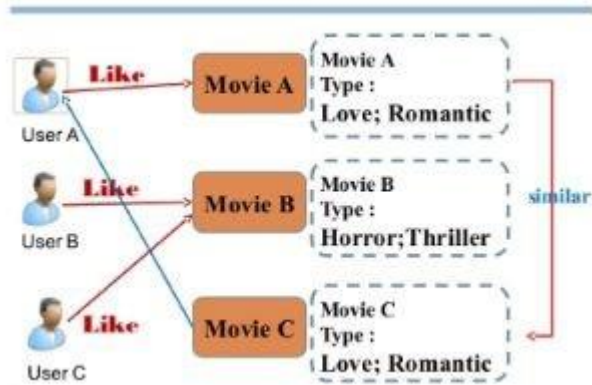 Like
User A
Movie A
Movie A
Type :
Love; Romantic
Like
User B
Movie B
Movie B
Type :
Horror;Thriller
similar
Like
User C
Movie C
Movie C
Type :
Love; Romantic